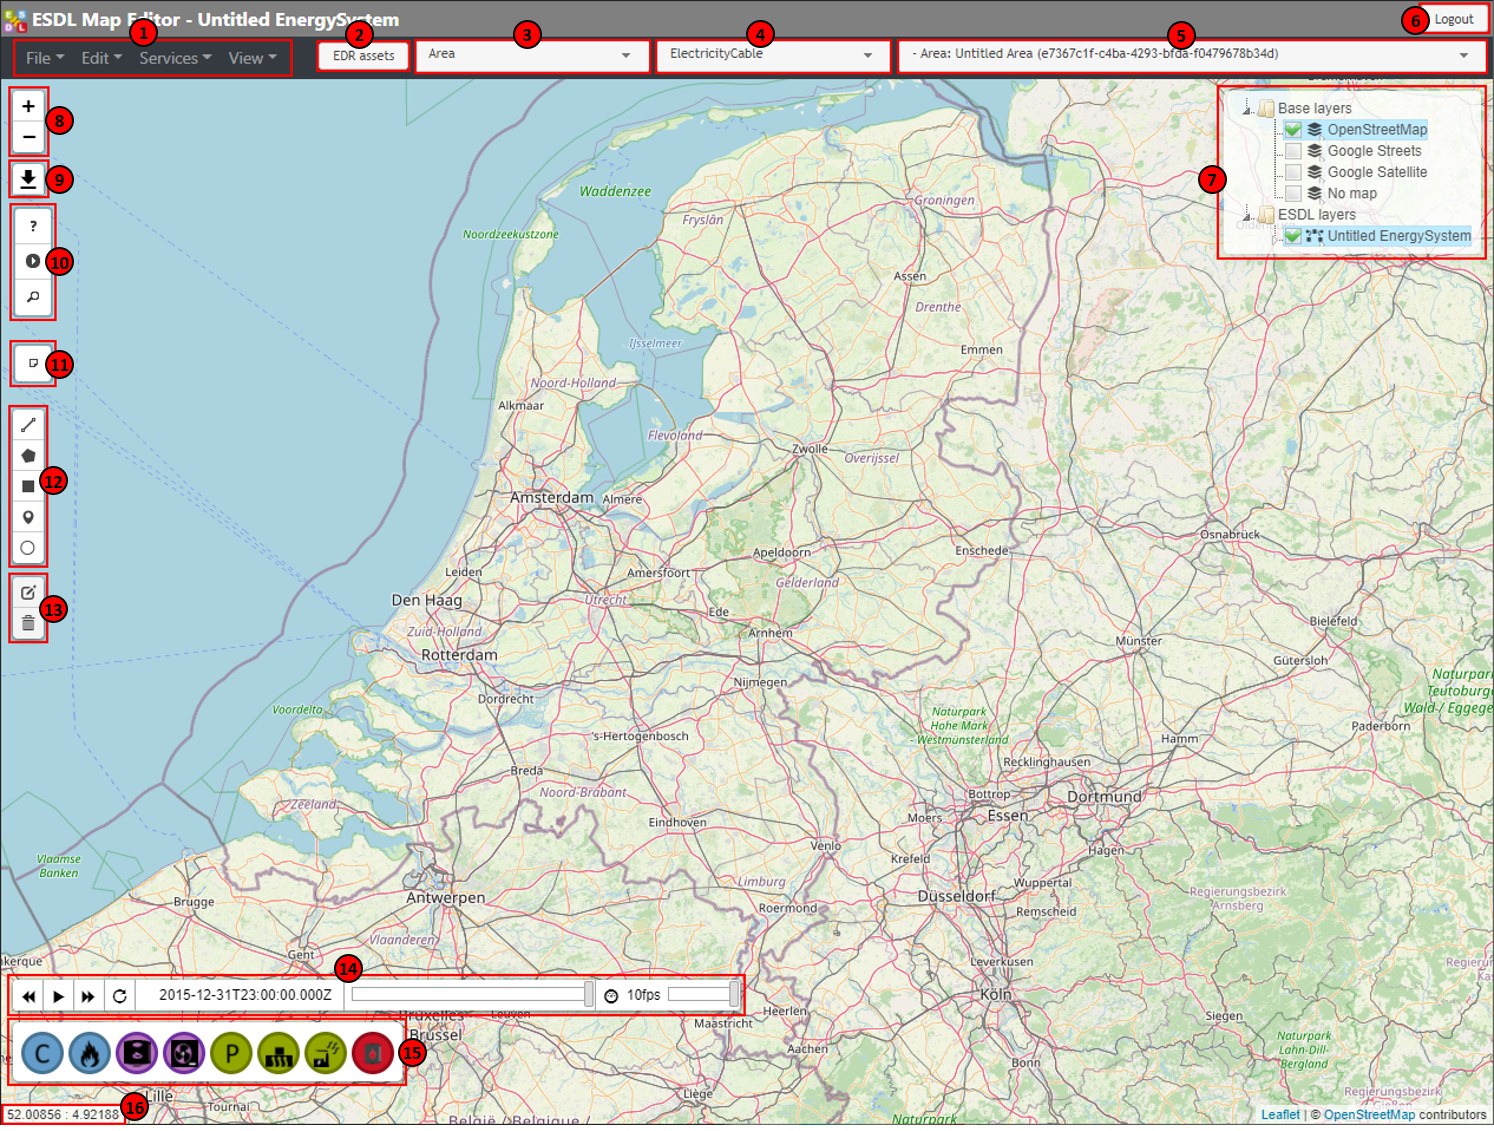 ESDL Map Editor - Untitled EnergySystem
6
Logout
1
2
3
4
5
File
Edit
Services
View
EDR assets
Area
ElectricityCable
- Area: Untitled Area (e7367c1f-c4ba-4293-bfda-f0479678b34d)
+
−
8
9
?
10
11
12
13
7
Base layers
OpenStreetMap
Google Streets
Google Satellite
No map
ESDL layers
Untitled EnergySystem
Waddenzee
Noordzeekustzone
Fryslân
Groningen
Assen
Drenthe
Emmen
IJsselmeer
Noord-Holland
Alkmaar
Flevoland
Zwolle
Overijssel
Amsterdam
Almere
Osnabrück
Apeldoorn
Enschede
Leiden
Amersfoort
Gelderland
Den Haag
Utrecht
Ede
Arnhem
Zuid-Holland
Rotterdam
Münster
Bielefeld
Gütersloh
Nijmegen
Naturpark
Teutoburge
Wald / Eggege
Dordrecht
Voordelta
Naturpark
Hohe Mark
- Westmünsterland
Paderborn
's-Hertogenbosch
Hamm
Recklinghausen
Breda
Noord-Brabant
Zeeland
Bottrop
Dortmund
Essen
Moers
Eindhoven
Venlo
Hagen
Vlaamse
Banken
Krefeld
Limburg
Wuppertal
Düsseldorf
Remscheid
Regierungsbezirk
Arnsberg
Antwerpen
Brugge
Roermond
Vlaanderen
Gent
Leverkusen
nkerque
14
2015-12-31T23:00:00.000Z
10fps
Köln
Heerlen
Siegen
Bruxelles -
Brussel
Leuven
Maastricht
Aachen
Naturpark
Lahn-Dill-
Bergland
Bonn
C
P
15
Liège
Lille
Tournai
16
52.00856 : 4.92188
België / Belgique /
Naturpark
Regierungsbezirk
Leaflet | © OpenStreetMap contributors